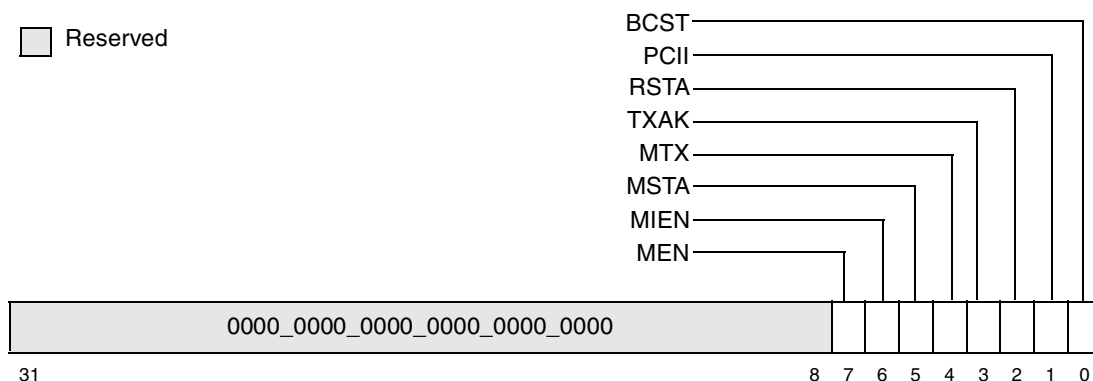 Reserved
BCST
PCII
RSTA
TXAK
MTX
MSTA
MIEN
MEN
0000_0000_0000_0000_0000_0000
31 8 7 6 5 4 3 2 1 0